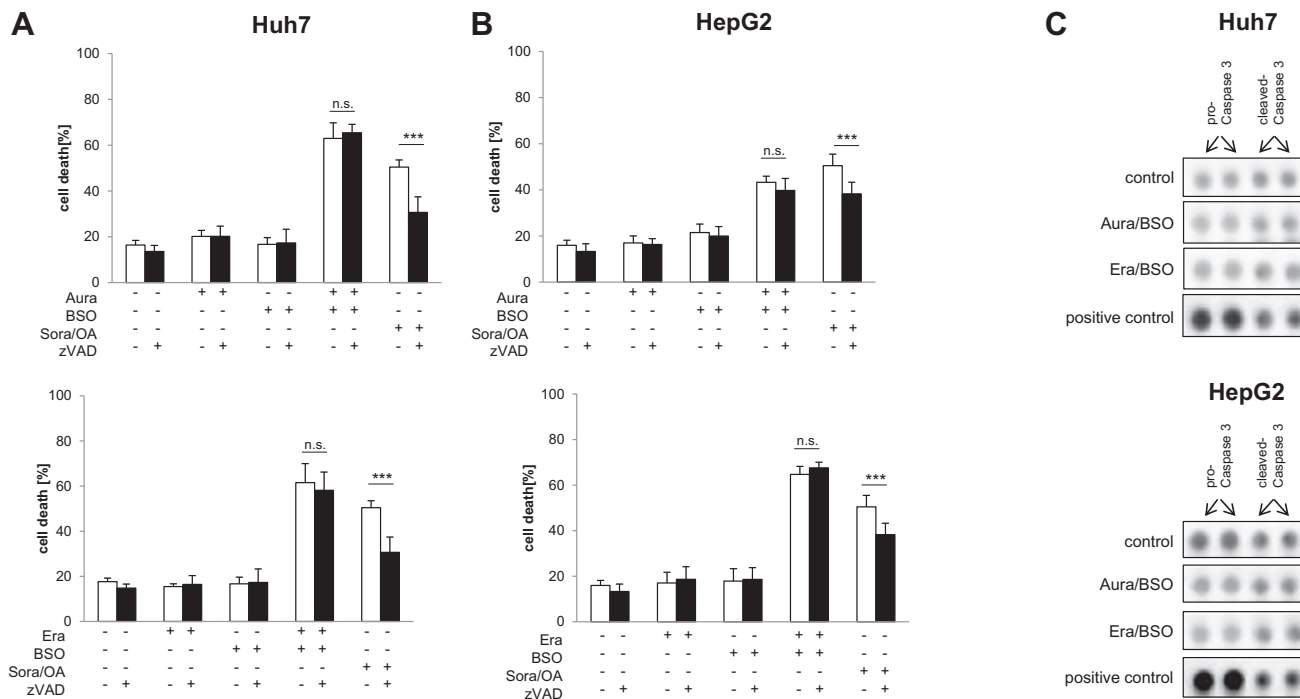 A
Huh7
cell death[%]
100
80
60
40
20
0
n.s.
***
Aura - - + + - - + + - -
BSO - - - - + + + + - -
Sora/OA - - - - - - - - + +
zVAD - + - + - + - + - +
cell death [%]
100
80
60
40
20
0
n.s.
***
Era - - + + - - + + - -
BSO - - - - + + + + - -
Sora/OA - - - - - - - - + +
zVAD - + - + - + - + - +
B
HepG2
cell death[%]
100
80
60
40
20
0
n.s.
***
Aura - - + + - - + + - -
BSO - - - - + + + + - -
Sora/OA - - - - - - - - + +
zVAD - + - + - + - + - +
cell death[%]
100
80
60
40
20
0
n.s.
***
Era - - + + - - + + - -
BSO - - - - + + + + - -
Sora/OA - - - - - - - - + +
zVAD - + - + - + - + - +
C
Huh7
pro-
Caspase 3
cleaved-
Caspase 3
control
Aura/BSO
Era/BSO
positive control
HepG2
pro-
Caspase 3
cleaved-
Caspase 3
control
Aura/BSO
Era/BSO
positive control